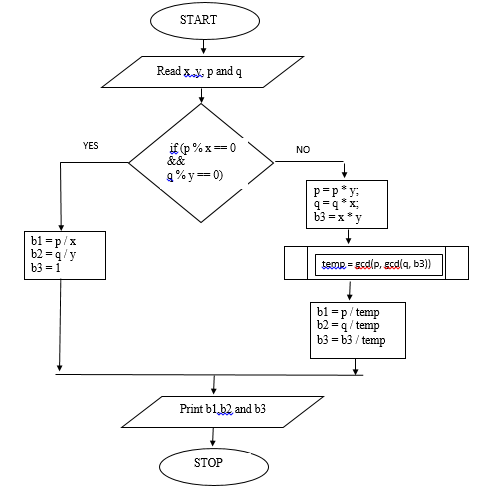 START
Read x, y, p and q
YES
if (p % x == 0
&&
q % y == 0)
NO
p = p * y;
q = q * x;
b3 = x * y
b1 = p / x
b2 = q / y
b3 = 1
temp = gcd(p, gcd(q, b3))
b1 = p / temp
b2 = q / temp
b3 = b3 / temp
Print b1,b2 and b3
STOP